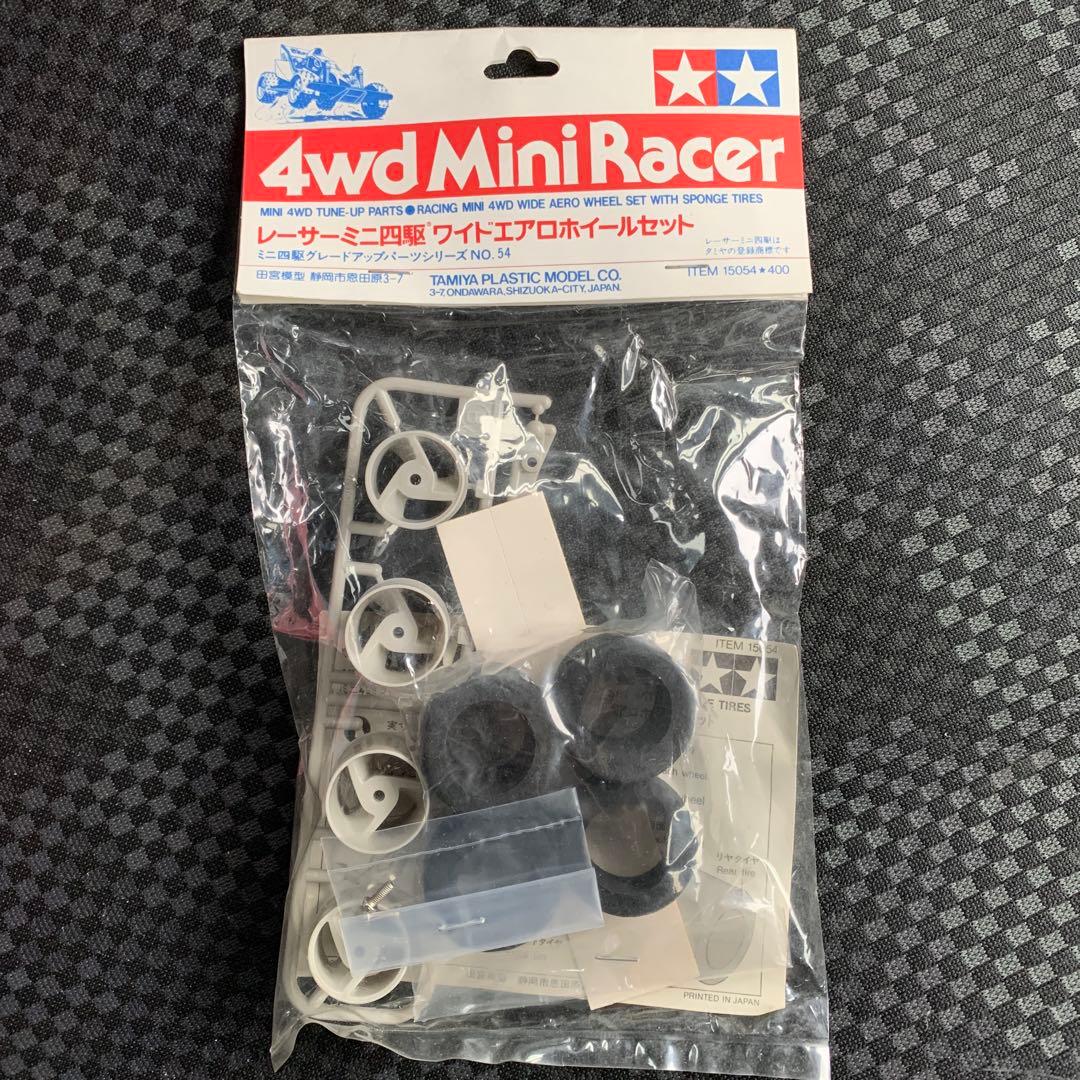 4wd Mini Racer
MINI 4WD TUNE-UP PARTS●RACING MINI 4WD WIDE AERO WHEEL SET WITH SPONGE TIRES
レーサーミニ四駆®ワイドエアロホイールセット
ミニ四駆グレードアップパーツシリーズ NO.54
レーサーミニ四駆は
タミヤの登録商標です
田宮模型 静岡市恩田原3-7
TAMIYA PLASTIC MODEL CO.
3-7, ONDAWARA, SHIZUOKA-CITY, JAPAN.
ITEM 15054★400
ITEM 15054
TIRES
ット
wheel
リヤタイヤ
Rear tire
PRINTED IN JAPAN